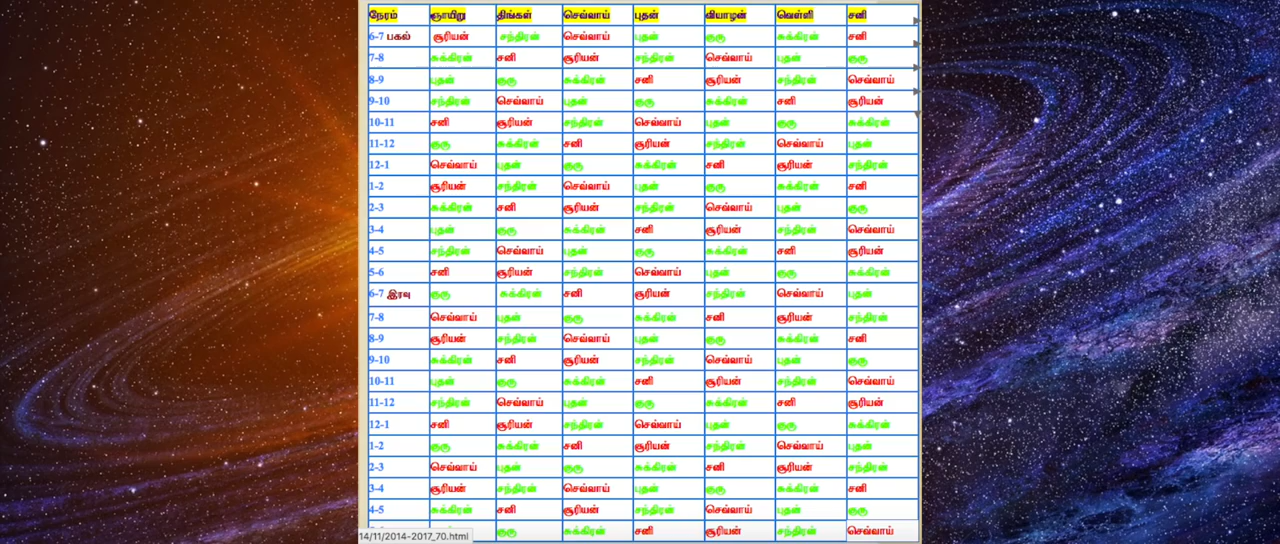 நேரம் ஞாயிறு திங்கள் செவ்வாய் புதன் வியாழன் வெள்ளி சனி
6-7 பகல் சூரியன் சந்திரன் செவ்வாய் புதன் குரு சுக்கிரன் சனி
7-8 சுக்கிரன் சனி சூரியன் சந்திரன் செவ்வாய் புதன் குரு
8-9 புதன் குரு சுக்கிரன் சனி சூரியன் சந்திரன் செவ்வாய்
9-10 சந்திரன் செவ்வாய் புதன் குரு சுக்கிரன் சனி சூரியன்
10-11 சனி சூரியன் சந்திரன் செவ்வாய் புதன் குரு சுக்கிரன்
11-12 குரு சுக்கிரன் சனி சூரியன் சந்திரன் செவ்வாய் புதன்
12-1 செவ்வாய் புதன் குரு சுக்கிரன் சனி சூரியன் சந்திரன்
1-2 சூரியன் சந்திரன் செவ்வாய் புதன் குரு சுக்கிரன் சனி
2-3 சுக்கிரன் சனி சூரியன் சந்திரன் செவ்வாய் புதன் குரு
3-4 புதன் குரு சுக்கிரன் சனி சூரியன் சந்திரன் செவ்வாய்
4-5 சந்திரன் செவ்வாய் புதன் குரு சுக்கிரன் சனி சூரியன்
5-6 சனி சூரியன் சந்திரன் செவ்வாய் புதன் குரு சுக்கிரன்
6-7 இரவு குரு சுக்கிரன் சனி சூரியன் சந்திரன் செவ்வாய் புதன்
7-8 செவ்வாய் புதன் குரு சுக்கிரன் சனி சூரியன் சந்திரன்
8-9 சூரியன் சந்திரன் செவ்வாய் புதன் குரு சுக்கிரன் சனி
9-10 சுக்கிரன் சனி சூரியன் சந்திரன் செவ்வாய் புதன் குரு
10-11 புதன் குரு சுக்கிரன் சனி சூரியன் சந்திரன் செவ்வாய்
11-12 சந்திரன் செவ்வாய் புதன் குரு சுக்கிரன் சனி சூரியன்
12-1 சனி சூரியன் சந்திரன் செவ்வாய் புதன் குரு சுக்கிரன்
1-2 குரு சுக்கிரன் சனி சூரியன் சந்திரன் செவ்வாய் புதன்
2-3 செவ்வாய் புதன் குரு சுக்கிரன் சனி சூரியன் சந்திரன்
3-4 சூரியன் சந்திரன் செவ்வாய் புதன் குரு சுக்கிரன் சனி
4-5 சுக்கிரன் சனி சூரியன் சந்திரன் செவ்வாய் புதன் குரு
குரு சுக்கிரன் சனி சூரியன் சந்திரன் செவ்வாய்
14/11/2014-2017_70.html